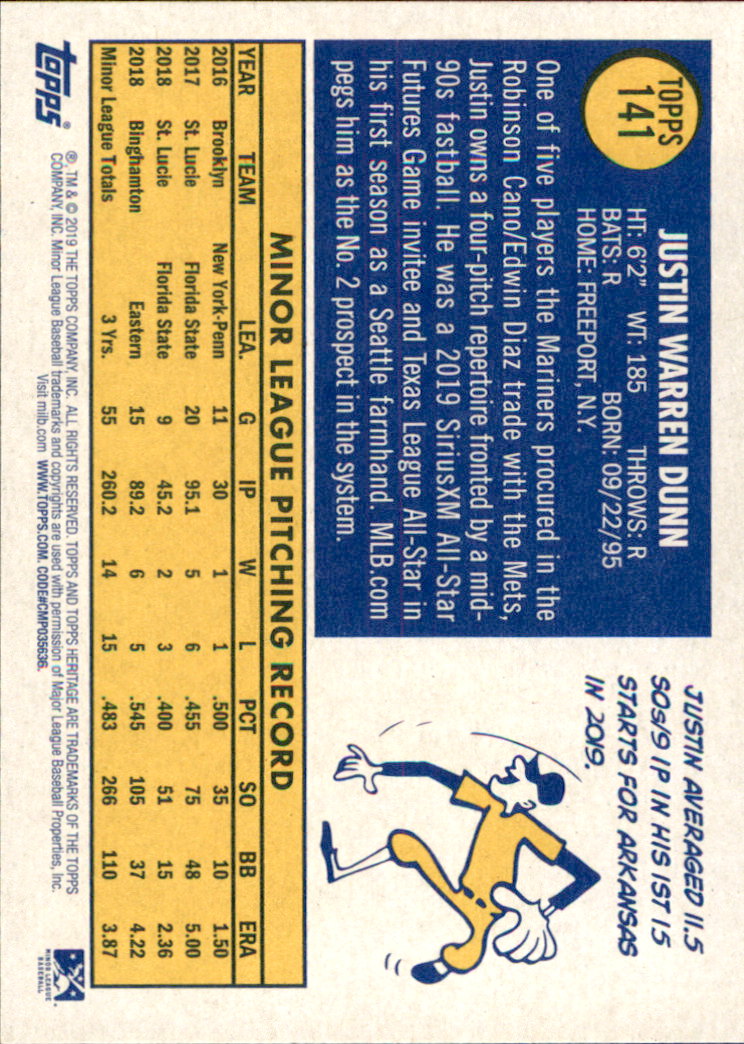 TOPPS
141
JUSTIN WARREN DUNN
HT: 6'2" WT: 185 THROWS: R
BATS: R BORN: 09/22/95
HOME: FREEPORT, N.Y.
One of five players the Mariners procured in the
Robinson Cano/Edwin Diaz trade with the Mets,
Justin owns a four-pitch repertoire fronted by a mid-
90s fastball. He was a 2019 SiriusXM All-Star
Futures Game invitee and Texas League All-Star in
his first season as a Seattle farmhand. MLB.com
pegs him as the No. 2 prospect in the system.
JUSTIN AVERAGED 11.5
SOs/9 IP IN HIS 1ST 15
STARTS FOR ARKANSAS
IN 2019.
MINOR LEAGUE PITCHING RECORD
YEAR TEAM LEA. G IP W L PCT SO BB ERA
2016 Brooklyn New York-Penn 11 30 1 1 .500 35 10 1.50
2017 St. Lucie Florida State 20 95.1 5 6 .455 75 48 5.00
2018 St. Lucie Florida State 9 45.2 2 3 .400 51 15 2.36
2018 Binghamton Eastern 15 89.2 6 5 .545 105 37 4.22
Minor League Totals 3 Yrs. 55 260.2 14 15 .483 266 110 3.87
topps®
®, TM & © 2019 THE TOPPS COMPANY, INC. ALL RIGHTS RESERVED. TOPPS AND TOPPS HERITAGE ARE TRADEMARKS OF THE TOPPS
COMPANY, INC. Minor League Baseball trademarks and copyrights are used with permission of Major League Baseball Properties, Inc.
Visit milb.com WWW.TOPPS.COM. CODE#CMP035636.
MINOR LEAGUE
BASEBALL